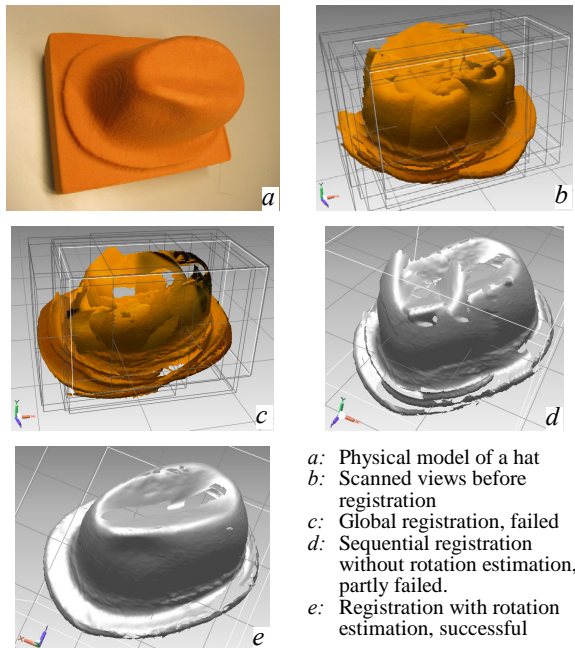 a
b
c
d
e
a: Physical model of a hat
b: Scanned views before
registration
c: Global registration, failed
d: Sequential registration
without rotation estimation,
partly failed.
e: Registration with rotation
estimation, successful